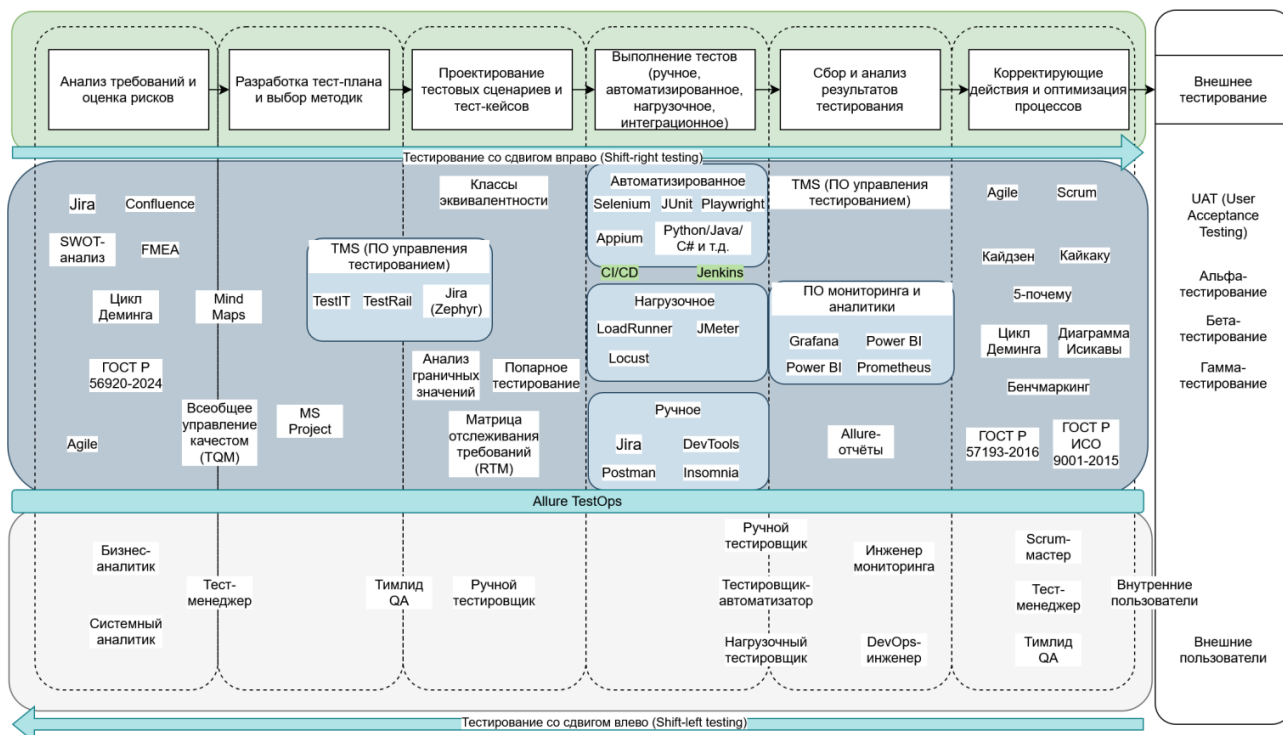 Анализ требований и
оценка рисков
Разработка тест-плана
и выбор методик
Проектирование
тестовых сценариев и
тест-кейсов
Выполнение тестов
(ручное,
автоматизированное,
нагрузочное,
интеграционное)
Сбор и анализ
результатов
тестирования
Корректирующие
действия и оптимизация
процессов
Внешнее
тестирование
Тестирование со сдвигом вправо (Shift-right testing)
Jira
Confluence
SWOT-
анализ
FMEA
Цикл
Деминга
Mind
Maps
ГОСТ Р
56920-2024
Agile
Всеобщее
управление
качестом
(TQM)
MS
Project
TMS (ПО управления
тестированием)
TestIT
TestRail
Jira
(Zephyr)
Классы
эквивалентности
Анализ
граничных
значений
Попарное
тестирование
Матрица
отслеживания
требований
(RTM)
Автоматизированное
Selenium
JUnit
Playwright
Appium
Python/Java/
C# и т.д.
CI/CD
Jenkins
Нагрузочное
LoadRunner
JMeter
Locust
Ручное
Jira
DevTools
Postman
Insomnia
TMS (ПО управления
тестированием)
ПО мониторинга и
аналитики
Grafana
Power BI
Power BI
Prometheus
Allure-
отчёты
Agile
Scrum
Кайдзен
Кайкаку
5-почему
Цикл
Деминга
Диаграмма
Исикавы
Бенчмаркинг
ГОСТ Р
57193-2016
ГОСТ Р
ИСО
9001-2015
UAT (User
Acceptance
Testing)
Альфа-
тестирование
Бета-
тестирование
Гамма-
тестирование
Allure TestOps
Бизнес-
аналитик
Системный
аналитик
Тест-
менеджер
Тимлид
QA
Ручной
тестировщик
Ручной
тестировщик
Тестировщик-
автоматизатор
Нагрузочный
тестировщик
Инженер
мониторинга
DevOps-
инженер
Scrum-
мастер
Тест-
менеджер
Тимлид
QA
Внутренние
пользователи
Внешние
пользователи
Тестирование со сдвигом влево (Shift-left testing)